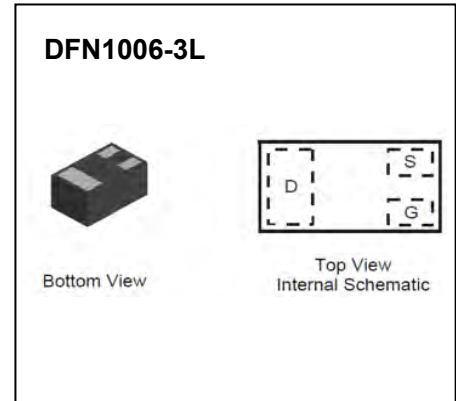 DFN1006-3L
D
S
G
Bottom View
Top View
Internal Schematic